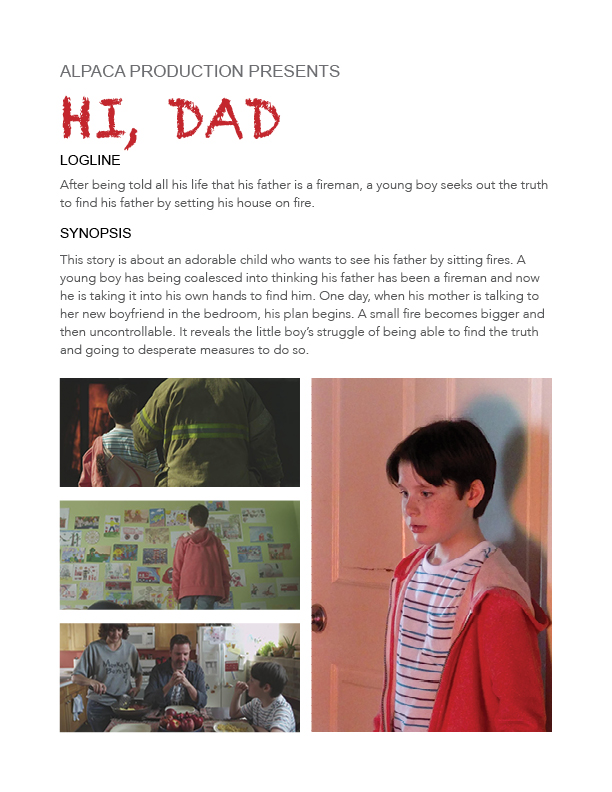 ALPACA PRODUCTION PRESENTS
HI, DAD
LOGLINE
After being told all his life that his father is a fireman, a young boy seeks out the truth
to find his father by setting his house on fire.
SYNOPSIS
This story is about an adorable child who wants to see his father by sitting fires. A
young boy has being coalesced into thinking his father has been a fireman and now
he is taking it into his own hands to find him. One day, when his mother is talking to
her new boyfriend in the bedroom, his plan begins. A small fire becomes bigger and
then uncontrollable. It reveals the little boy’s struggle of being able to find the truth
and going to desperate measures to do so.